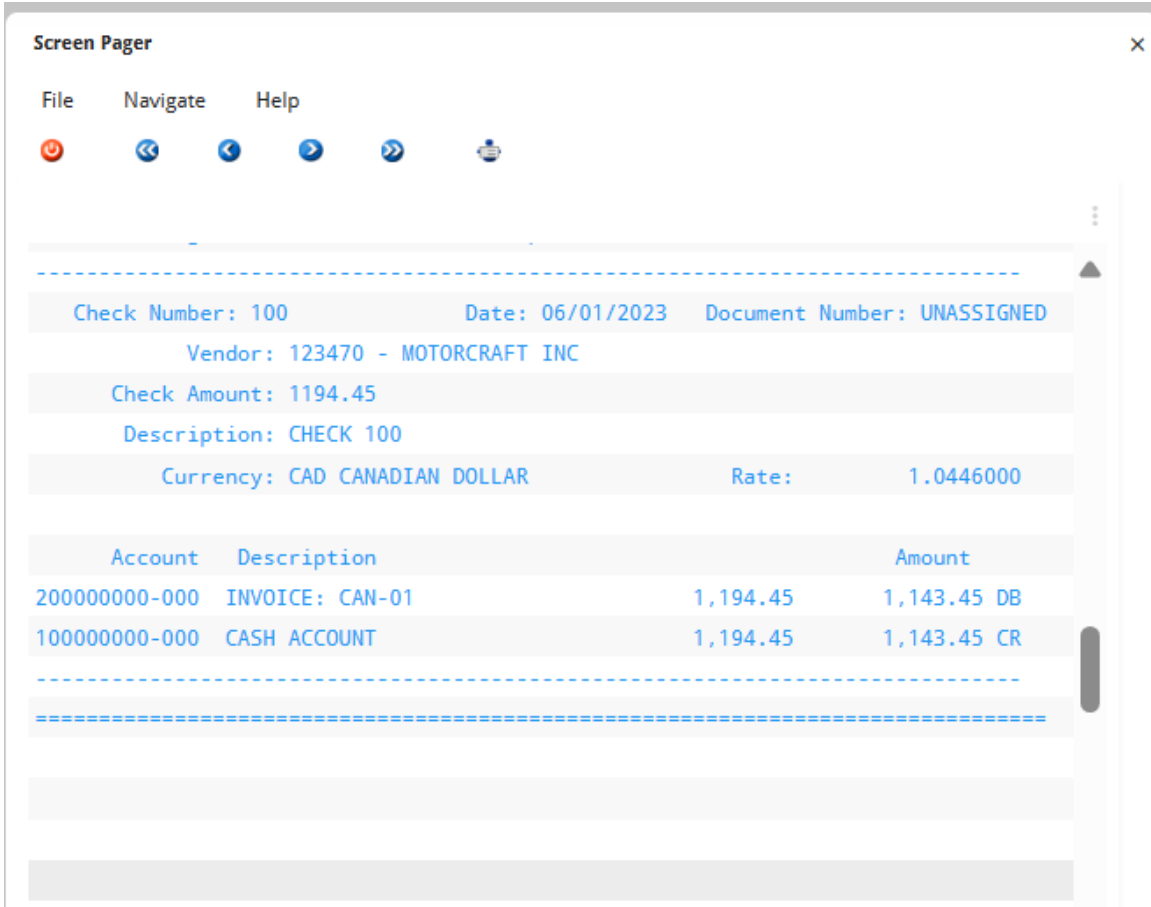 Screen Pager
File Navigate Help
--------------------------------------------------------------------------------
Check Number: 100 Date: 06/01/2023 Document Number: UNASSIGNED
Vendor: 123470 - MOTORCRAFT INC
Check Amount: 1194.45
Description: CHECK 100
Currency: CAD CANADIAN DOLLAR Rate: 1.0446000
Account Description Amount
200000000-000 INVOICE: CAN-01 1,194.45 1,143.45 DB
100000000-000 CASH ACCOUNT 1,194.45 1,143.45 CR
--------------------------------------------------------------------------------
================================================================================